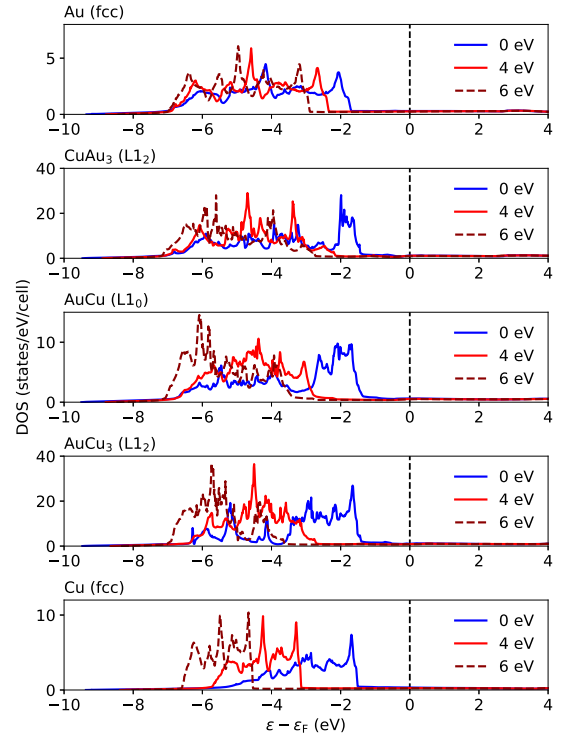 Au (fcc)
5
0
0 eV
4 eV
6 eV
−10 −8 −6 −4 −2 0 2 4
CuAu₃ (L1₂)
40
20
0
0 eV
4 eV
6 eV
−10 −8 −6 −4 −2 0 2 4
DOS (states/eV/cell)
AuCu (L1₀)
20
10
0
0 eV
4 eV
6 eV
−10 −8 −6 −4 −2 0 2 4
AuCu₃ (L1₂)
40
20
0
0 eV
4 eV
6 eV
−10 −8 −6 −4 −2 0 2 4
Cu (fcc)
10
0
0 eV
4 eV
6 eV
−10 −8 −6 −4 −2 0 2 4
ε − εF (eV)